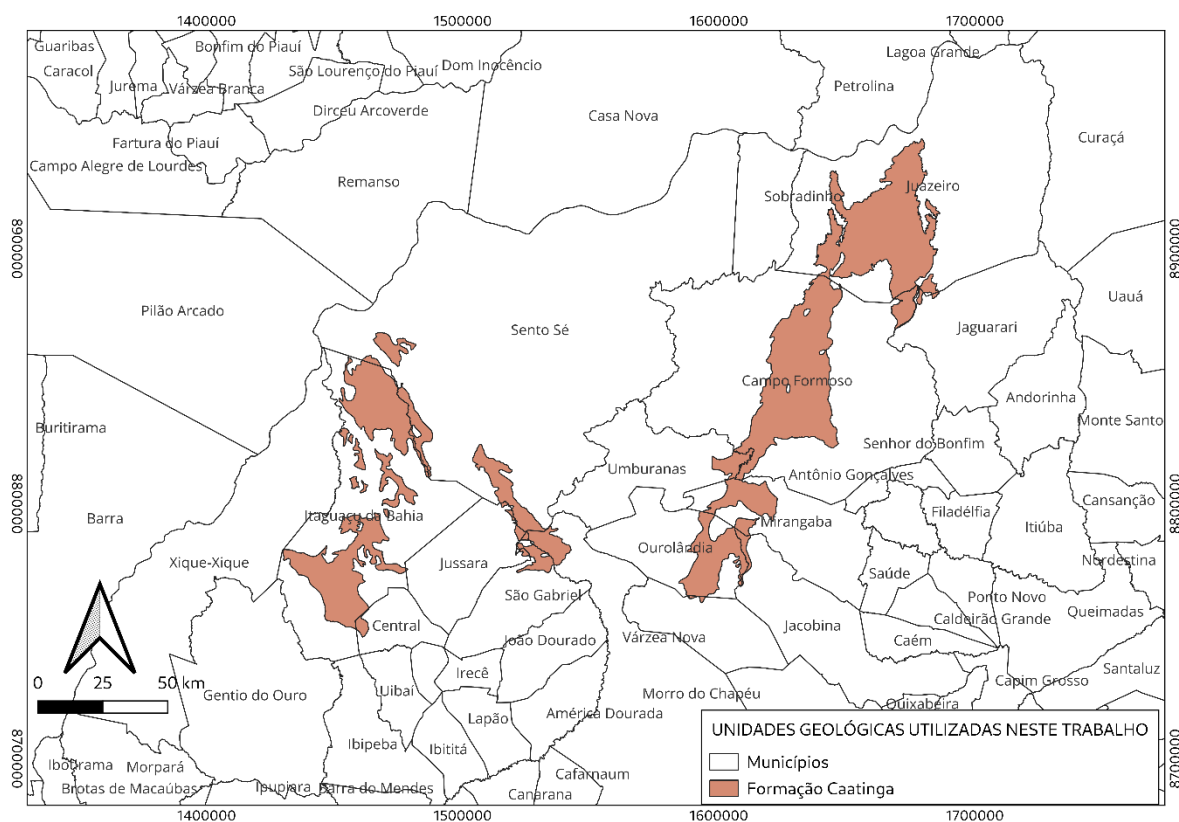 1400000
1500000
1600000
1700000
Guaribas
Bonfim do Piauí
Lagoa Grande
Caracol
São Lourenço do Piauí
Dom Inocêncio
Jurema
Várzea Branca
Petrolina
Dirceu Arcoverde
Casa Nova
Fartura do Piauí
Curaçá
Campo Alegre de Lourdes
Remanso
Sobradinho
Juazeiro
8900000
8900000
Pilão Arcado
Sento Sé
Uauá
Jaguarari
Campo Formoso
Andorinha
Buritirama
Monte Santo
Senhor do Bonfim
Umburanas
Antônio Gonçalves
Cansanção
8800000
8800000
Barra
Itaguaçu da Bahia
Mirangaba
Filadélfia
Itiúba
Ourolândia
Xique-Xique
Jussara
Nordestina
Saúde
São Gabriel
Ponto Novo
Queimadas
Central
João Dourado
Várzea Nova
Jacobina
Caldeirão Grande
Caém
Santaluz
Irecê
0 25 50 km
Gentio do Ouro
Uibaí
Morro do Chapéu
Capim Grosso
Quixabeira
Lapão
América Dourada
Ibipeba
Ibititá
8700000
8700000
Ibotirama
Morpará
Cafarnaum
Brotas de Macaúbas
Ipupiara
Barra do Mendes
Canarana
UNIDADES GEOLÓGICAS UTILIZADAS NESTE TRABALHO
Municípios
Formação Caatinga
1400000
1500000
1600000
1700000